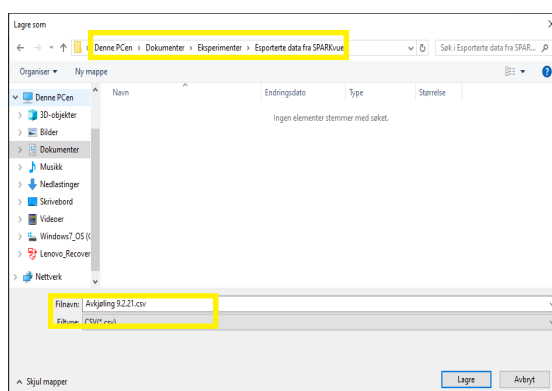 Lagre som
Denne PCen > Dokumenter > Eksperimenter > Esporterte data fra SPARKvue
Søk i Esporterte data fra SPAR...
Organiser
Ny mappe
Navn
Endringsdato
Type
Størrelse
Ingen elementer stemmer med søket.
Denne PCen
3D-objekter
Bilder
Dokumenter
Musikk
Nedlastinger
Skrivebord
Videoer
Windows7_OS (C
Lenovo_Recover
Nettverk
Filnavn: Avkjøling 9.2.21.csv
Filtype: CSV(*.csv)
Skjul mapper
Lagre
Avbryt